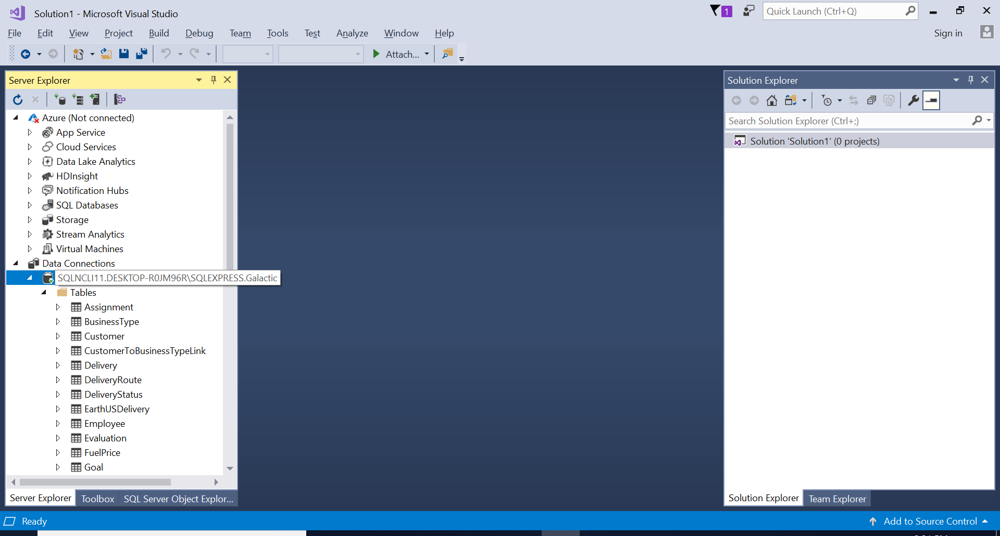 Solution1 - Microsoft Visual Studio
1
Quick Launch (Ctrl+Q)
File Edit View Project Build Debug Team Tools Test Analyze Window Help
Sign in
Attach...
Server Explorer
Azure (Not connected)
App Service
Cloud Services
Data Lake Analytics
HDInsight
Notification Hubs
SQL Databases
Storage
Stream Analytics
Virtual Machines
Data Connections
SQLNCLI11.DESKTOP-R0JM96R\SQLEXPRESS.Galactic
Tables
Assignment
BusinessType
Customer
CustomerToBusinessTypeLink
Delivery
DeliveryRoute
DeliveryStatus
EarthUSDelivery
Employee
Evaluation
FuelPrice
Goal
Server Explorer Toolbox SQL Server Object Explor...
Solution Explorer
Search Solution Explorer (Ctrl+;)
Solution 'Solution1' (0 projects)
Solution Explorer Team Explorer
Ready
Add to Source Control